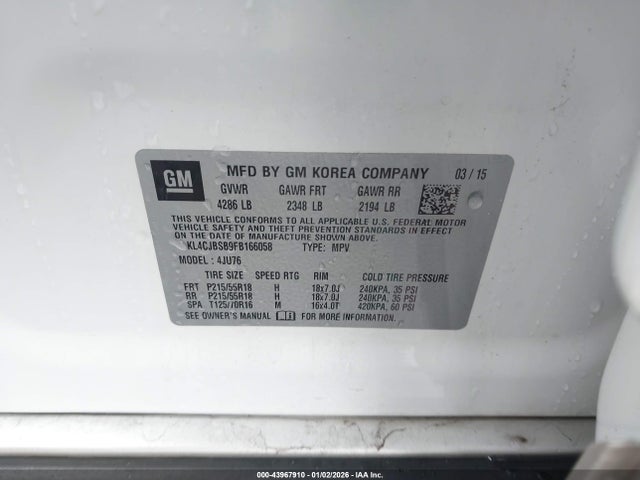 GM
MFD BY GM KOREA COMPANY 03 / 15
GVWR GAWR FRT GAWR RR
4286 LB 2348 LB 2194 LB
THIS VEHICLE CONFORMS TO ALL APPLICABLE U.S. FEDERAL MOTOR
VEHICLE SAFETY, BUMPER, AND THEFT PREVENTION STANDARDS IN
EFFECT ON THE DATE OF MANUFACTURE SHOWN ABOVE.
KL4CJBSB9FB166058 TYPE: MPV
MODEL : 4JU76
TIRE SIZE SPEED RTG RIM COLD TIRE PRESSURE
FRT P215/55R18 H 18x7.0J 240KPA, 35 PSI
RR P215/55R18 H 18x7.0J 240KPA, 35 PSI
SPA T125/70R16 M 16x4.0T 420KPA, 60 PSI
SEE OWNER'S MANUAL FOR ADDITIONAL INFORMATION.
000-43967910 - 01/02/2026 - IAA Inc.